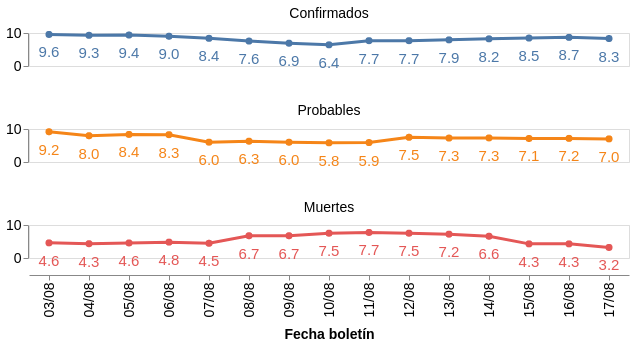 Confirmados
10
0
9.6 9.3 9.4 9.0 8.4 7.6 6.9 6.4 7.7 7.7 7.9 8.2 8.5 8.7 8.3
Probables
10
0
9.2 8.0 8.4 8.3 6.0 6.3 6.0 5.8 5.9 7.5 7.3 7.3 7.1 7.2 7.0
Muertes
10
0
4.6 4.3 4.6 4.8 4.5 6.7 6.7 7.5 7.7 7.5 7.2 6.6 4.3 4.3 3.2
03/08 04/08 05/08 06/08 07/08 08/08 09/08 10/08 11/08 12/08 13/08 14/08 15/08 16/08 17/08
Fecha boletín